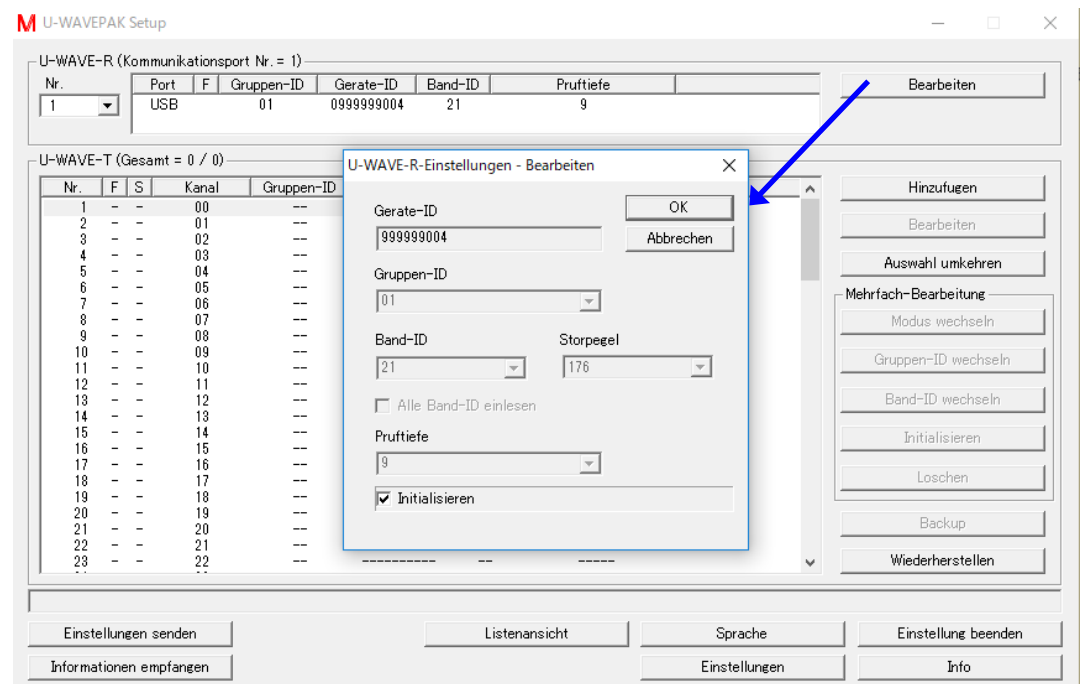 U-WAVEPAK Setup
U-WAVE-R (Kommunikationsport Nr. = 1)
Nr. Port F Gruppen-ID Gerate-ID Band-ID Pruftiefe
1 USB 01 0999999004 21 9
Bearbeiten
U-WAVE-T (Gesamt = 0 / 0)
Nr. F S Kanal Gruppen-ID
1 - - 00 --
2 - - 01 --
3 - - 02 --
4 - - 03 --
5 - - 04 --
6 - - 05 --
7 - - 06 --
8 - - 07 --
9 - - 08 --
10 - - 09 --
11 - - 10 --
12 - - 11 --
13 - - 12 --
14 - - 13 --
15 - - 14 --
16 - - 15 --
17 - - 16 --
18 - - 17 --
19 - - 18 --
20 - - 19 --
21 - - 20 --
22 - - 21 --
23 - - 22 -- ---------- -- -----
U-WAVE-R-Einstellungen - Bearbeiten
Gerate-ID
999999004
OK
Abbrechen
Gruppen-ID
01
Band-ID Storpegel
21 176
Alle Band-ID einlesen
Pruftiefe
9
Initialisieren
Hinzufugen
Bearbeiten
Auswahl umkehren
Mehrfach-Bearbeitung
Modus wechseln
Gruppen-ID wechseln
Band-ID wechseln
Initialisieren
Loschen
Backup
Wiederherstellen
Einstellungen senden Listenansicht Sprache Einstellung beenden
Informationen empfangen Einstellungen Info